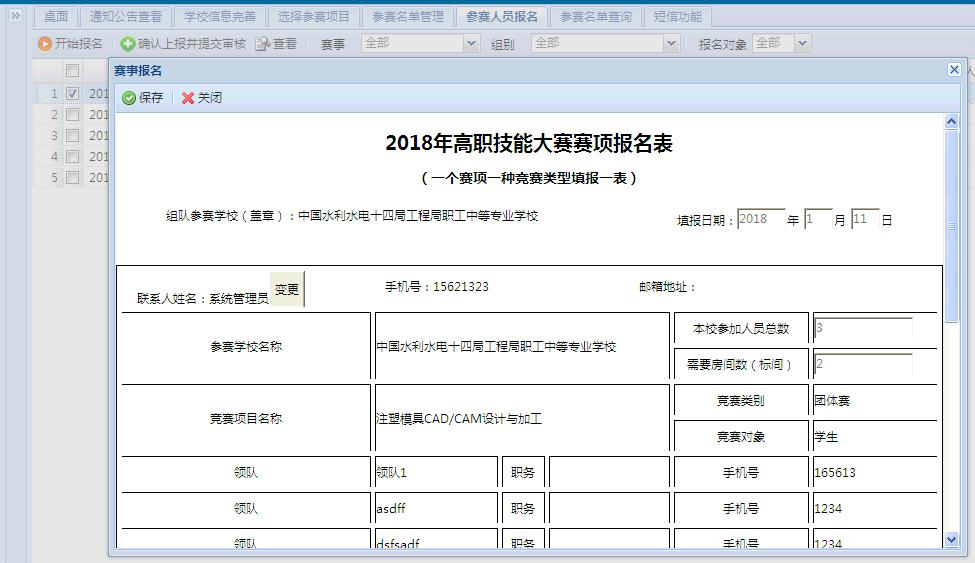 桌面 通知公告查看 学校信息完善 选择参赛项目 参赛名单管理 参赛人员报名 参赛名单查询 短信功能
开始报名 确认上报并提交审核 查看 赛事 全部 组别 全部 报名对象 全部
赛事报名
保存 关闭
1 201
2 201
3 201
4 201
5 201
2018年高职技能大赛赛项报名表
（一个赛项一种竞赛类型填报一表）
组队参赛学校（盖章）：中国水利水电十四局工程局职工中等专业学校
填报日期：2018 年 1 月 11 日
联系人姓名：系统管理员 变更 手机号：15621323 邮箱地址：
参赛学校名称 中国水利水电十四局工程局职工中等专业学校 本校参加人员总数 3
需要房间数（标间） 2
竞赛项目名称 注塑模具CAD/CAM设计与加工 竞赛类别 团体赛
竞赛对象 学生
领队 领队1 职务 手机号 165613
领队 asdff 职务 手机号 1234
领队 dsfsadf 职务 手机号 1234